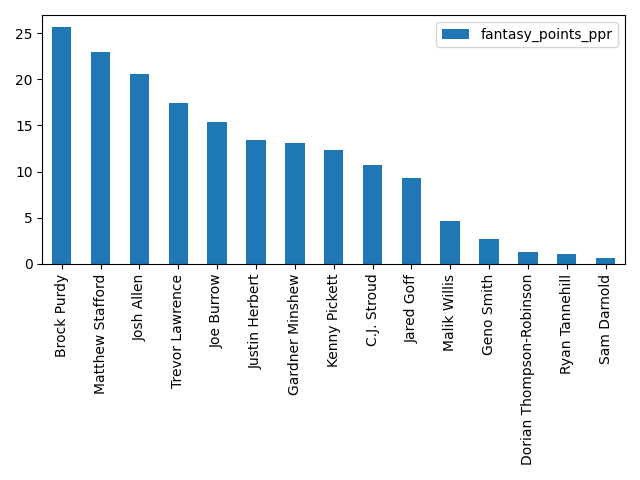 fantasy_points_ppr
25
20
15
10
5
0
Brock Purdy
Matthew Stafford
Josh Allen
Trevor Lawrence
Joe Burrow
Justin Herbert
Gardner Minshew
Kenny Pickett
C.J. Stroud
Jared Goff
Malik Willis
Geno Smith
Dorian Thompson-Robinson
Ryan Tannehill
Sam Darnold